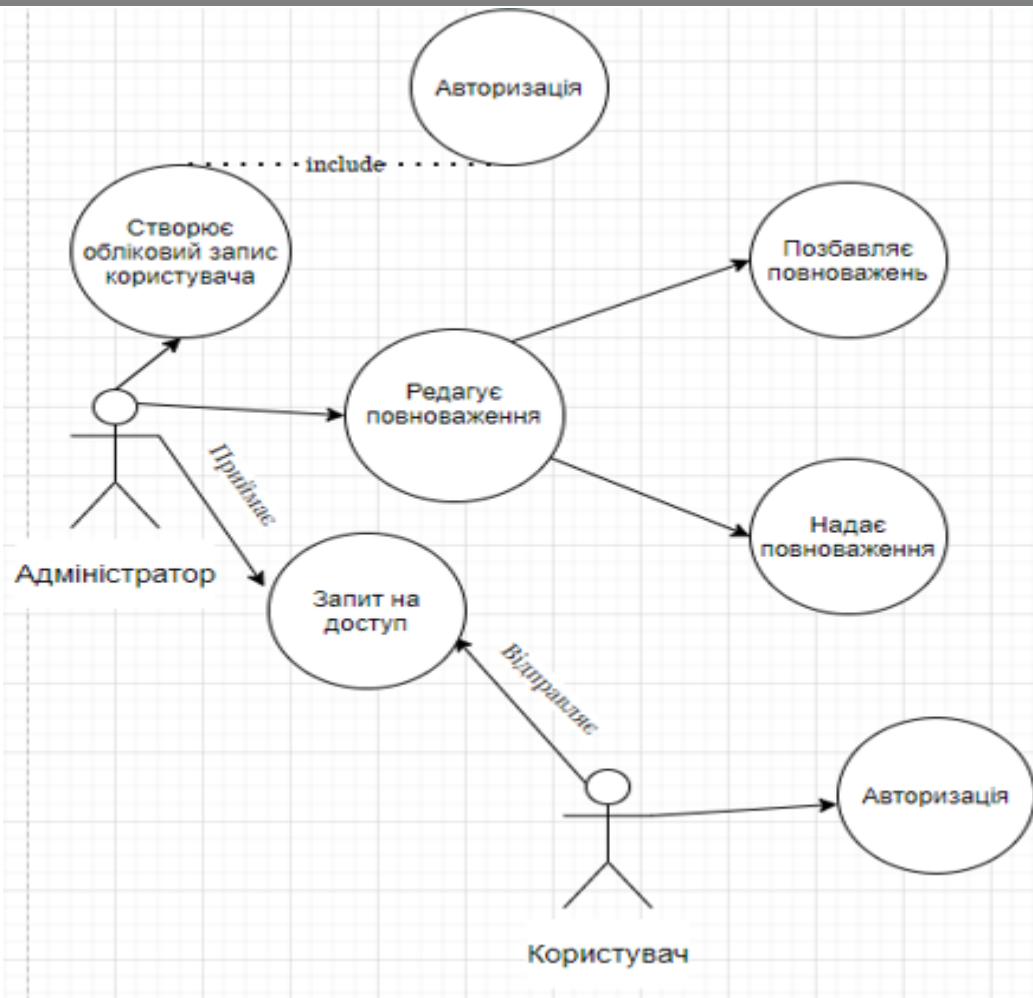 Авторизація
include
Створює
обліковий запис
користувача
Позбавляє
повноважень
Редагує
повноваження
Приймає
Надає
повноваження
Адміністратор
Запит на
доступ
Відправляє
Авторизація
Користувач